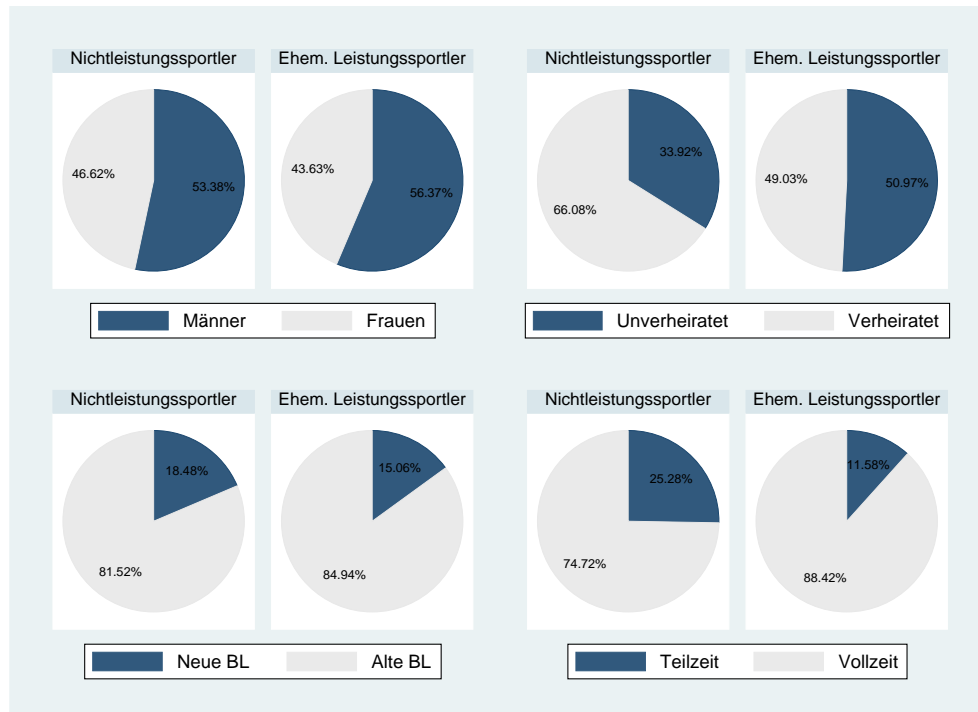 Nichtleistungssportler
Ehem. Leistungssportler
46.62%
53.38%
43.63%
56.37%
Männer
Frauen
Nichtleistungssportler
Ehem. Leistungssportler
33.92%
66.08%
49.03%
50.97%
Unverheiratet
Verheiratet
Nichtleistungssportler
Ehem. Leistungssportler
18.48%
81.52%
15.06%
84.94%
Neue BL
Alte BL
Nichtleistungssportler
Ehem. Leistungssportler
25.28%
74.72%
11.58%
88.42%
Teilzeit
Vollzeit